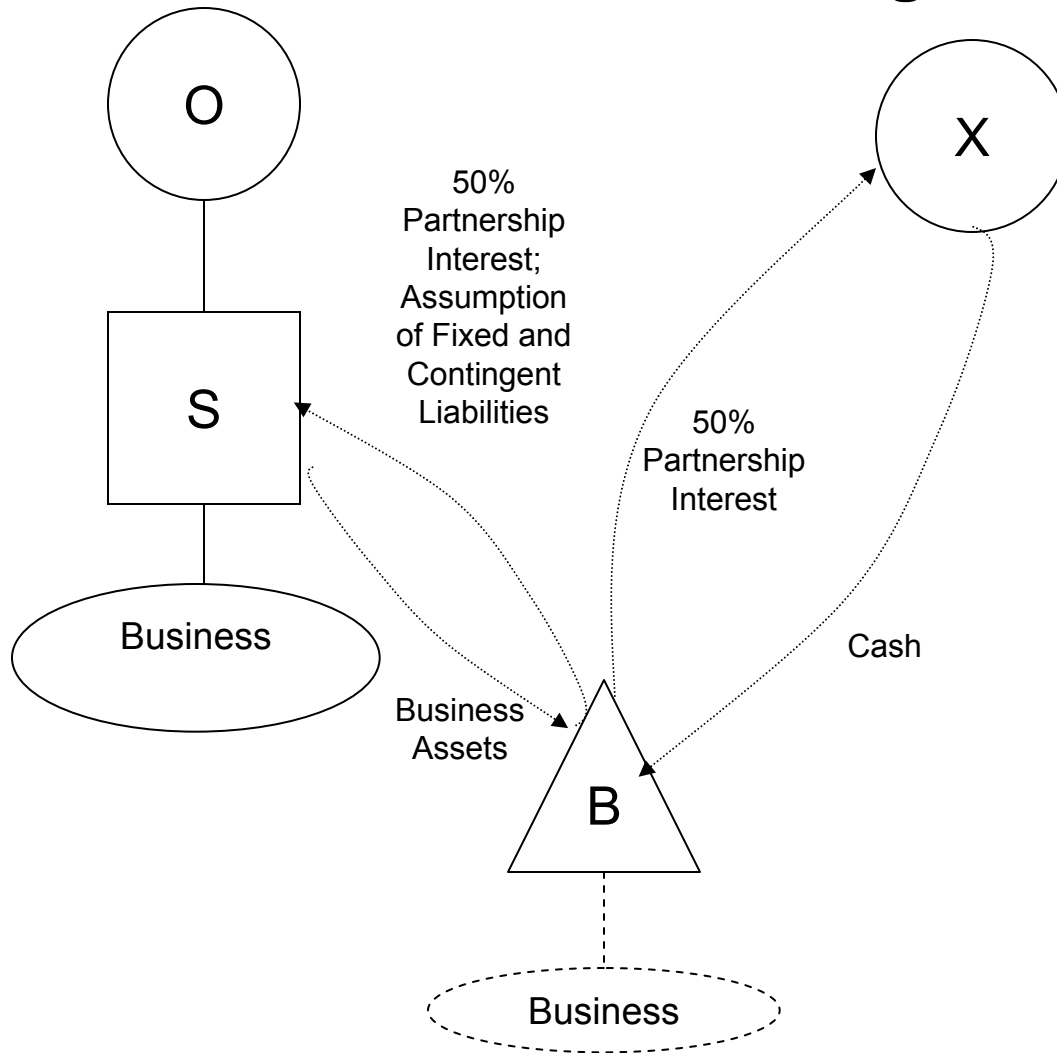 O
X
50%
Partnership
Interest;
Assumption
of Fixed and
Contingent
Liabilities
S
50%
Partnership
Interest
Business
Cash
Business
Assets
B
Business